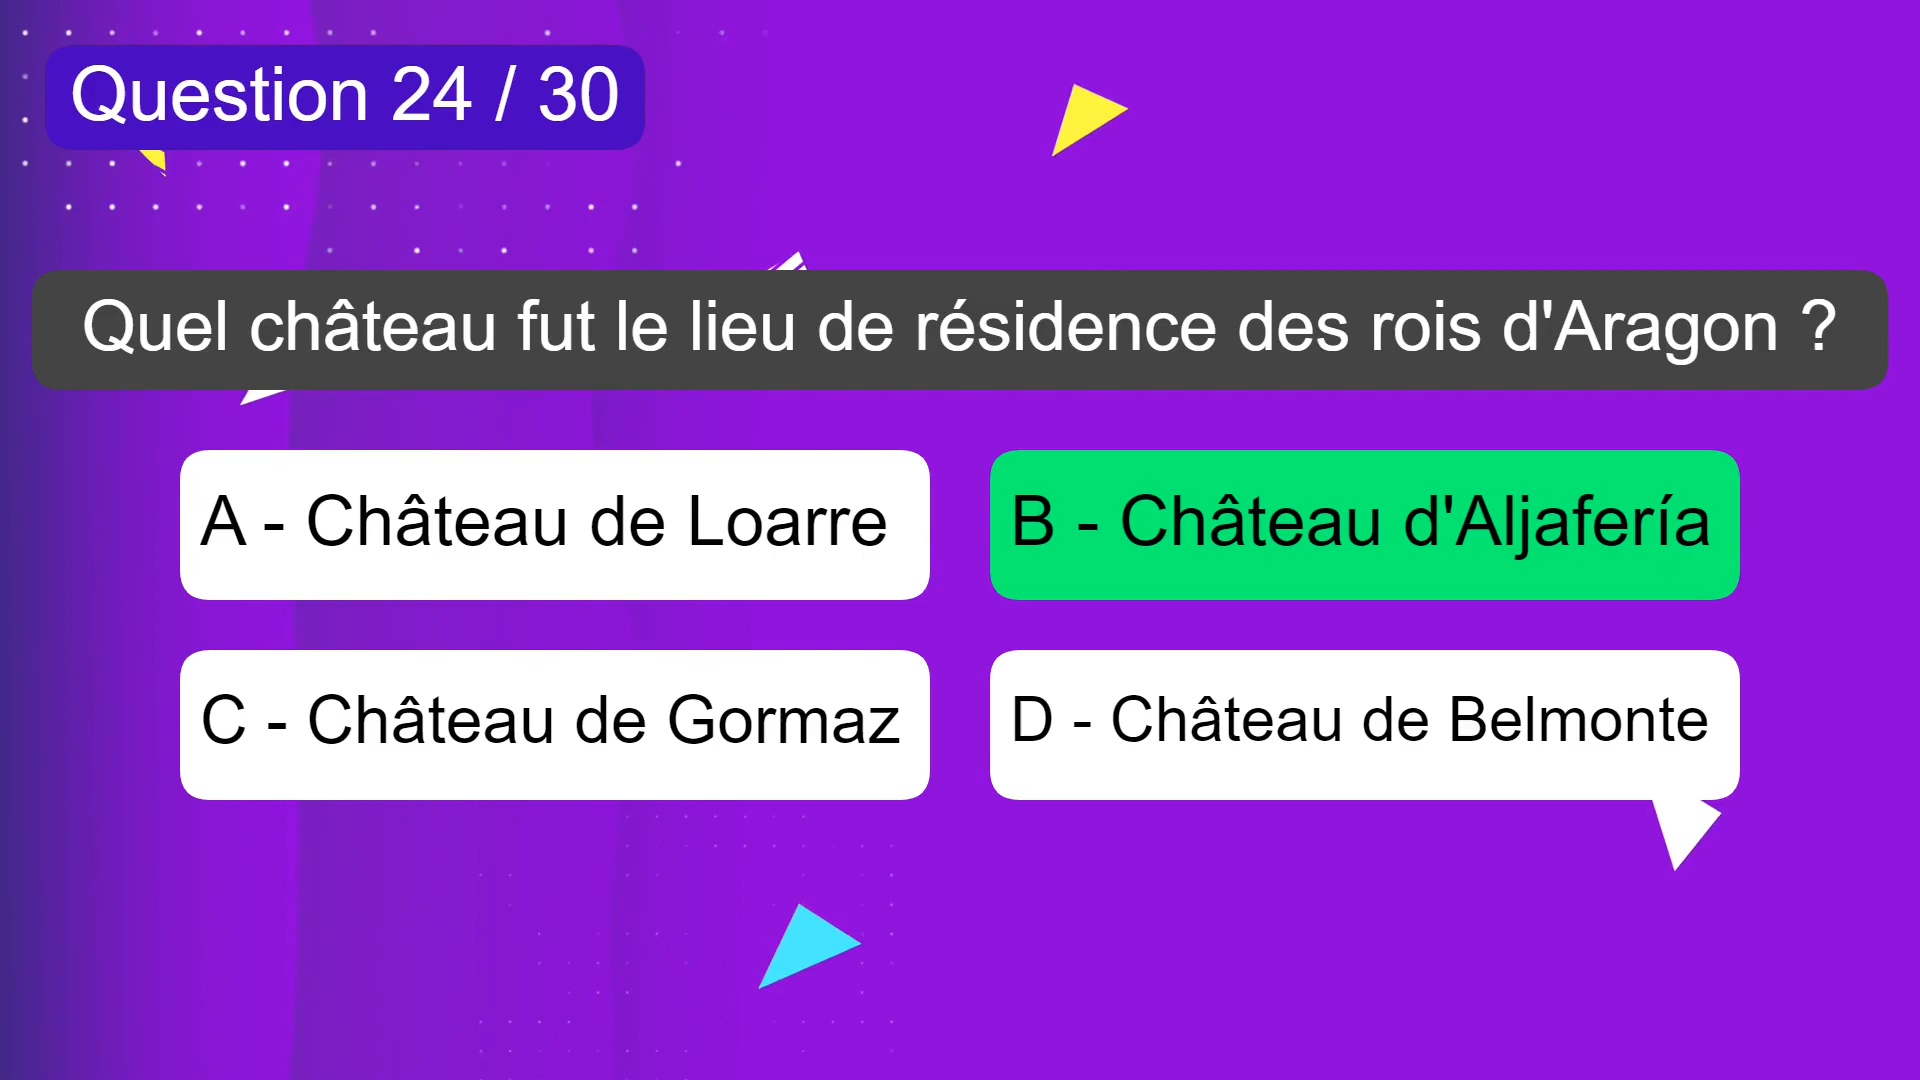 Question 24 / 30
Quel château fut le lieu de résidence des rois d'Aragon ?
A - Château de Loarre
B - Château d'Aljafería
C - Château de Gormaz
D - Château de Belmonte